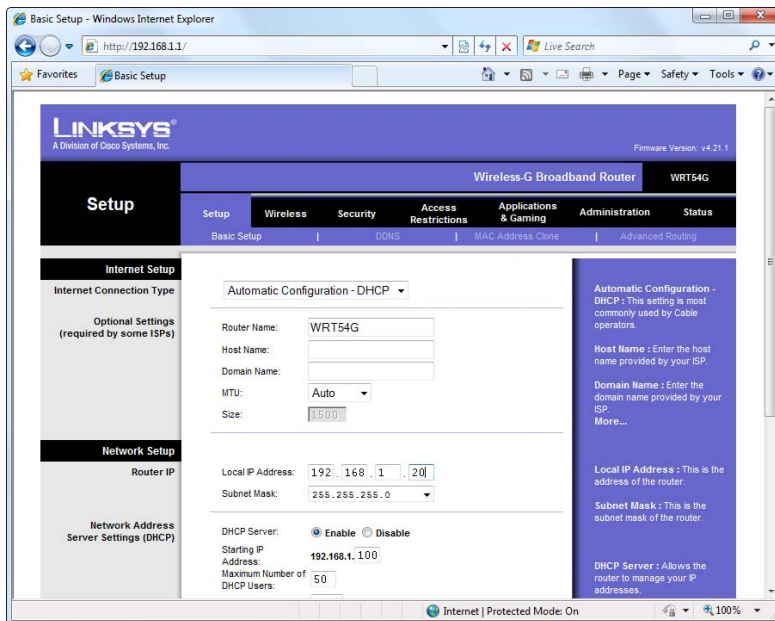 Basic Setup - Windows Internet Explorer
http://192.168.1.1/
Live Search
Favorites
Basic Setup
Page
Safety
Tools
LINKSYS®
A Division of Cisco Systems, Inc.
Firmware Version: v4.21.1
Wireless-G Broadband Router
WRT54G
Setup
Setup
Wireless
Security
Access Restrictions
Applications & Gaming
Administration
Status
Basic Setup | DDNS | MAC Address Clone | Advanced Routing
Internet Setup
Internet Connection Type
Automatic Configuration - DHCP
Optional Settings
(required by some ISPs)
Router Name: WRT54G
Host Name:
Domain Name:
MTU: Auto
Size: 1500
Network Setup
Router IP
Local IP Address: 192 . 168 . 1 . 20
Subnet Mask: 255.255.255.0
Network Address
Server Settings (DHCP)
DHCP Server: Enable Disable
Starting IP
Address: 192.168.1. 100
Maximum Number of
DHCP Users: 50
Automatic Configuration -
DHCP : This setting is most
commonly used by Cable
operators.
Host Name : Enter the host
name provided by your ISP.
Domain Name : Enter the
domain name provided by your
ISP.
More...
Local IP Address : This is the
address of the router.
Subnet Mask : This is the
subnet mask of the router.
DHCP Server : Allows the
router to manage your IP
addresses.
Internet | Protected Mode: On
100%